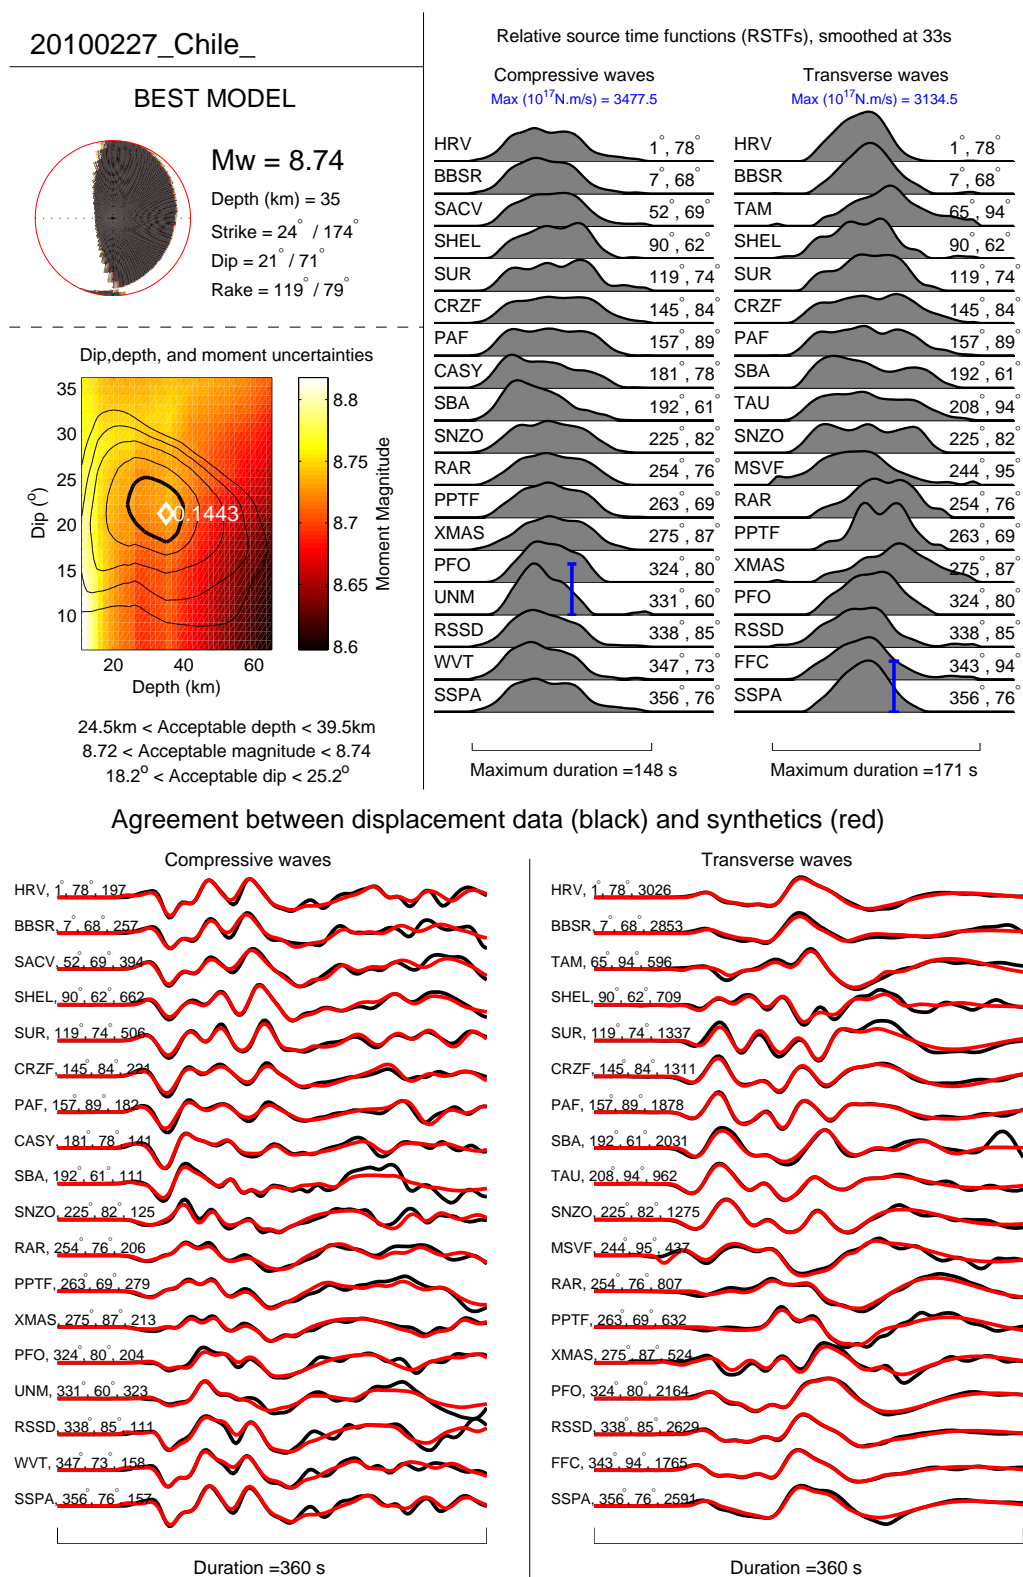 20100227_Chile_
BEST MODEL
Mw = 8.74
Depth (km) = 35
Strike = 24° / 174°
Dip = 21° / 71°
Rake = 119° / 79°
Dip,depth, and moment uncertainties
35
30
25
20
15
10
Dip (°)
0.1443
20 40 60
Depth (km)
8.8
8.75
8.7
8.65
8.6
Moment Magnitude
24.5km < Acceptable depth < 39.5km
8.72 < Acceptable magnitude < 8.74
18.2° < Acceptable dip < 25.2°
Relative source time functions (RSTFs), smoothed at 33s
Compressive waves
Max (10^17N.m/s) = 3477.5
HRV 1°, 78°
BBSR 7°, 68°
SACV 52°, 69°
SHEL 90°, 62°
SUR 119°, 74°
CRZF 145°, 84°
PAF 157°, 89°
CASY 181°, 78°
SBA 192°, 61°
SNZO 225°, 82°
RAR 254°, 76°
PPTF 263°, 69°
XMAS 275°, 87°
PFO 324°, 80°
UNM 331°, 60°
RSSD 338°, 85°
WVT 347°, 73°
SSPA 356°, 76°
Maximum duration =148 s
Transverse waves
Max (10^17N.m/s) = 3134.5
HRV 1°, 78°
BBSR 7°, 68°
TAM 65°, 94°
SHEL 90°, 62°
SUR 119°, 74°
CRZF 145°, 84°
PAF 157°, 89°
SBA 192°, 61°
TAU 208°, 94°
SNZO 225°, 82°
MSVF 244°, 95°
RAR 254°, 76°
PPTF 263°, 69°
XMAS 275°, 87°
PFO 324°, 80°
RSSD 338°, 85°
FFC 343°, 94°
SSPA 356°, 76°
Maximum duration =171 s
Agreement between displacement data (black) and synthetics (red)
Compressive waves
HRV, 1°, 78°, 197
BBSR, 7°, 68°, 257
SACV, 52°, 69°, 394
SHEL, 90°, 62°, 662
SUR, 119°, 74°, 506
CRZF, 145°, 84°, 221
PAF, 157°, 89°, 182
CASY, 181°, 78°, 141
SBA, 192°, 61°, 111
SNZO, 225°, 82°, 125
RAR, 254°, 76°, 206
PPTF, 263°, 69°, 279
XMAS, 275°, 87°, 213
PFO, 324°, 80°, 204
UNM, 331°, 60°, 323
RSSD, 338°, 85°, 111
WVT, 347°, 73°, 158
SSPA, 356°, 76°, 157
Duration =360 s
Transverse waves
HRV, 1°, 78°, 3026
BBSR, 7°, 68°, 2853
TAM, 65°, 94°, 596
SHEL, 90°, 62°, 709
SUR, 119°, 74°, 1337
CRZF, 145°, 84°, 1311
PAF, 157°, 89°, 1878
SBA, 192°, 61°, 2031
TAU, 208°, 94°, 962
SNZO, 225°, 82°, 1275
MSVF, 244°, 95°, 437
RAR, 254°, 76°, 807
PPTF, 263°, 69°, 632
XMAS, 275°, 87°, 524
PFO, 324°, 80°, 2164
RSSD, 338°, 85°, 2629
FFC, 343°, 94°, 1765
SSPA, 356°, 76°, 2591
Duration =360 s